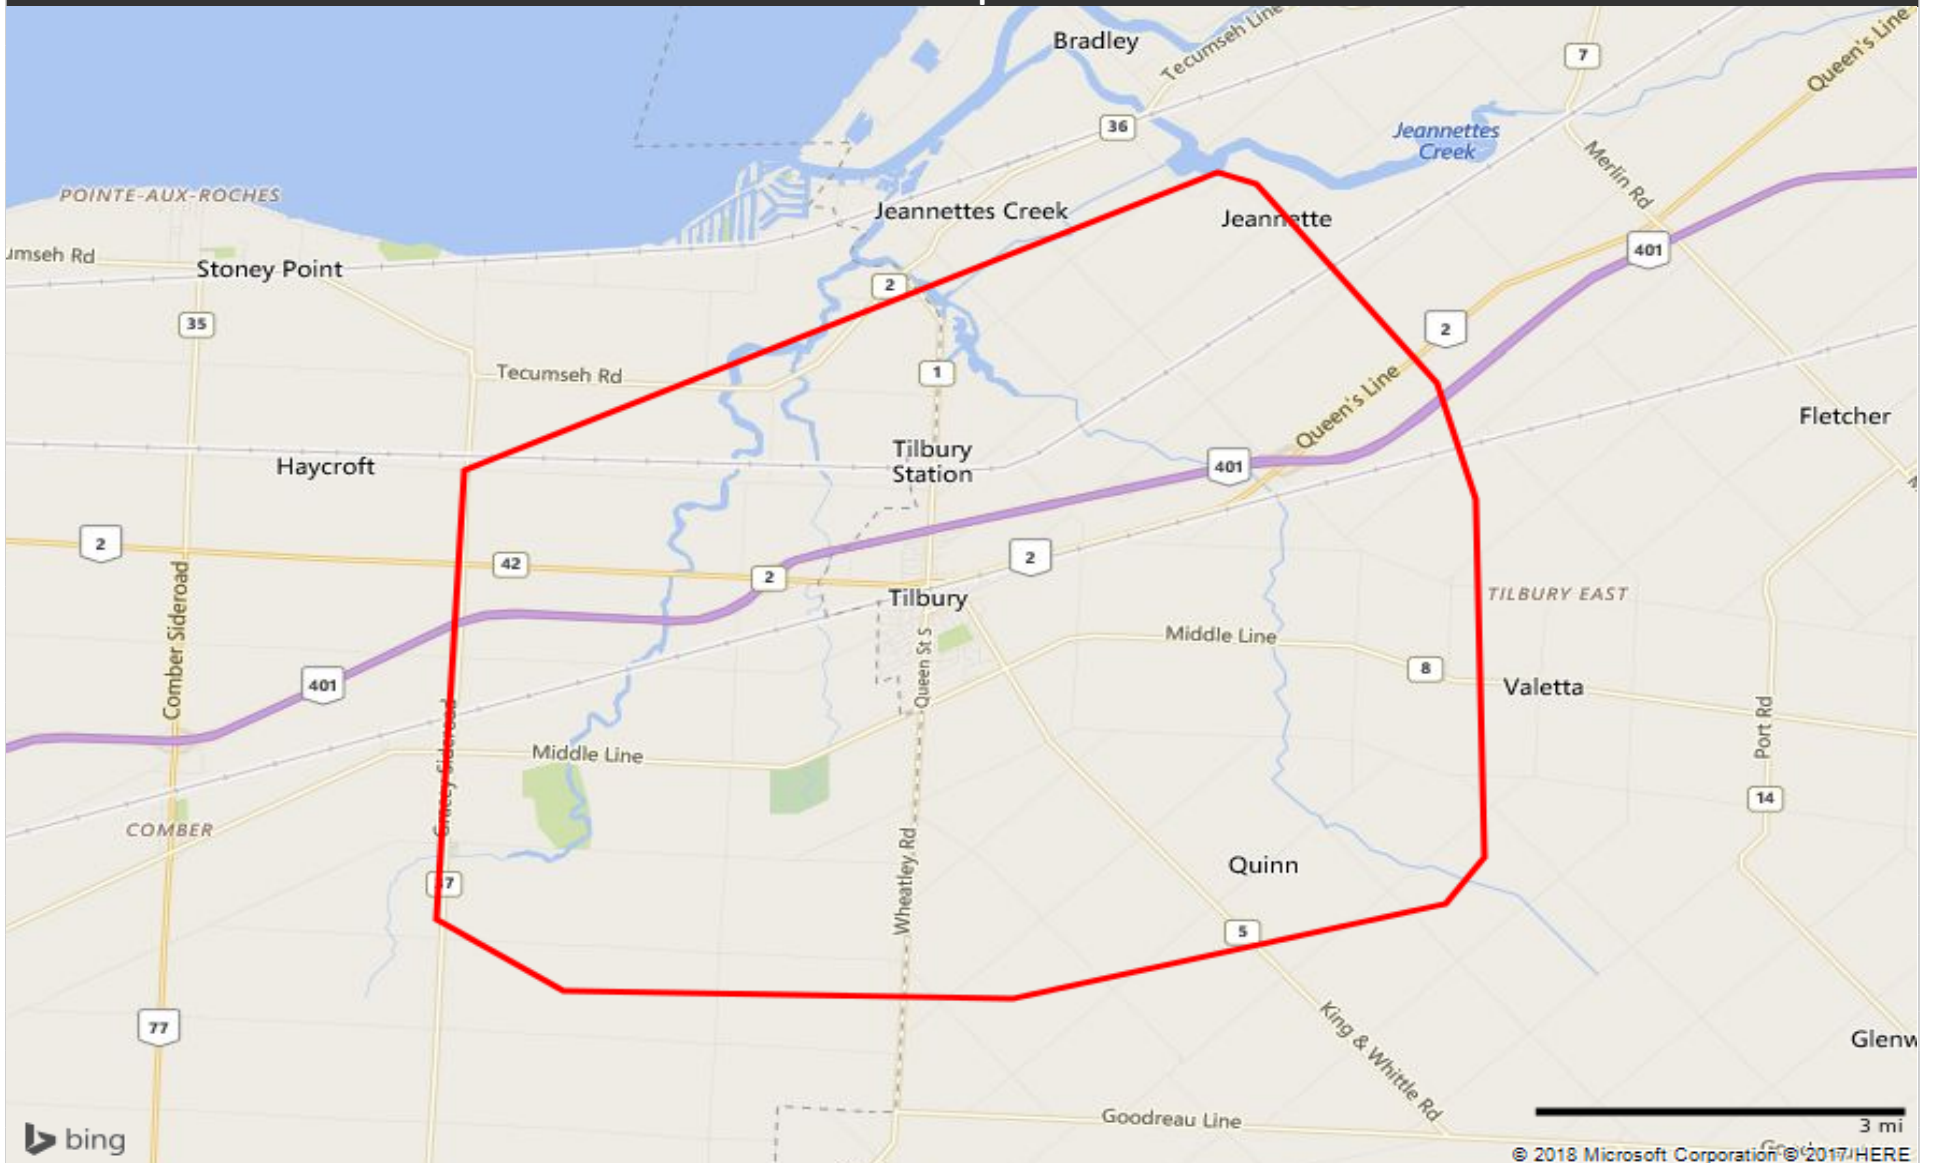 Bradley
Tecumseh Line
7
Queen's Line
36
Jeannettes
Creek
Merlin Rd
POINTE-AUX-ROCHES
Jeannettes Creek
Jeannette
401
umseh Rd
Stoney Point
2
35
2
Tecumseh Rd
1
Queen's Line
Fletcher
Haycroft
Tilbury
Station
401
2
42
2
2
Tilbury
TILBURY EAST
Comber Sideroad
Middle Line
Queen St S
8
Valetta
401
Gracey Sideroad
Middle Line
Port Rd
14
COMBER
Wheatley Rd
Quinn
37
5
77
King & Whittle Rd
Glenw
Goodreau Line
3 mi
bing
© 2018 Microsoft Corporation © 2017 HERE